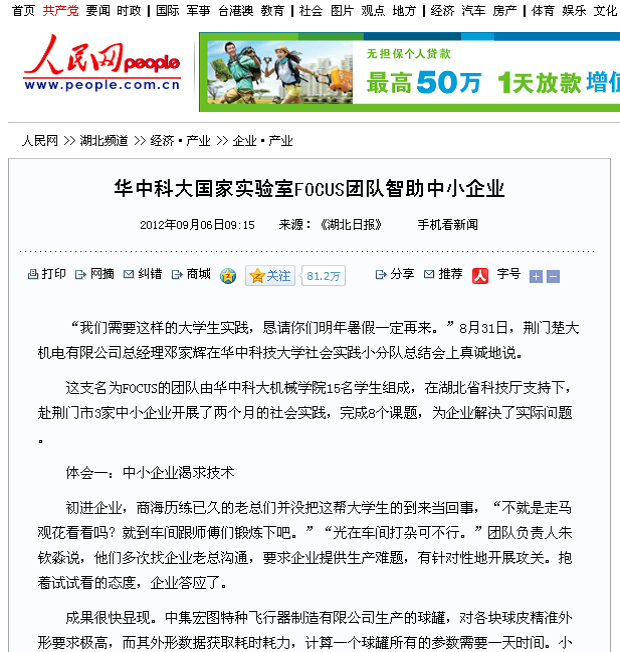 首页 共产党 要闻 时政 | 国际 军事 台港澳 教育 | 社会 图片 观点 地方 | 经济 汽车 房产 | 体育 娱乐 文化
人民网 people
www.people.com.cn
无担保个人贷款
最高50万 1天放款 增值
人民网 >> 湖北频道 >> 经济·产业 >> 企业·产业
华中科大国家实验室FOCUS团队智助中小企业
2012年09月06日09:15 来源：《湖北日报》 手机看新闻
打印 网摘 纠错 商城 关注 81.2万 分享 推荐 人 字号 + -
“我们需要这样的大学生实践，恳请你们明年暑假一定再来。”8月31日，荆门楚大
机电有限公司总经理邓家辉在华中科技大学社会实践小分队总结会上真诚地说。
这支名为FOCUS的团队由华中科大机械学院15名学生组成，在湖北省科技厅支持下，
赴荆门市3家中小企业开展了两个月的社会实践，完成8个课题，为企业解决了实际问题
。
体会一：中小企业渴求技术
初进企业，商海历练已久的老总们并没把这帮大学生的到来当回事，“不就是走马
观花看看吗？就到车间跟师傅们锻炼下吧。”“光在车间打杂可不行。”团队负责人朱
钦淼说，他们多次找企业老总沟通，要求企业提供生产难题，有针对性地开展攻关。抱
着试试看的态度，企业答应了。
成果很快显现。中集宏图特种飞行器制造有限公司生产的球罐，对各块球皮精准外
形要求极高，而其外形数据获取耗时耗力，计算一个球罐所有的参数需要一天时间。小